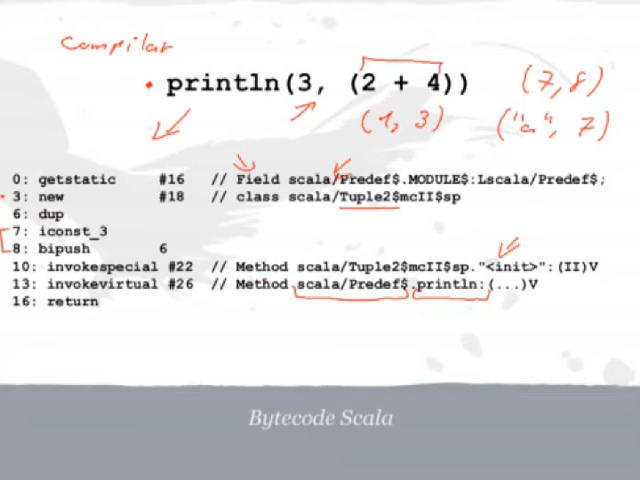 compilar
println(3, (2 + 4))
(7, 8)
(1, 3)
("a", 7)
0: getstatic #16 // Field scala/Predef$.MODULE$:Lscala/Predef$;
3: new #18 // class scala/Tuple2$mcII$sp
6: dup
7: iconst_3
8: bipush 6
10: invokespecial #22 // Method scala/Tuple2$mcII$sp."<init>":(II)V
13: invokevirtual #26 // Method scala/Predef$.println:(...)V
16: return
Bytecode Scala